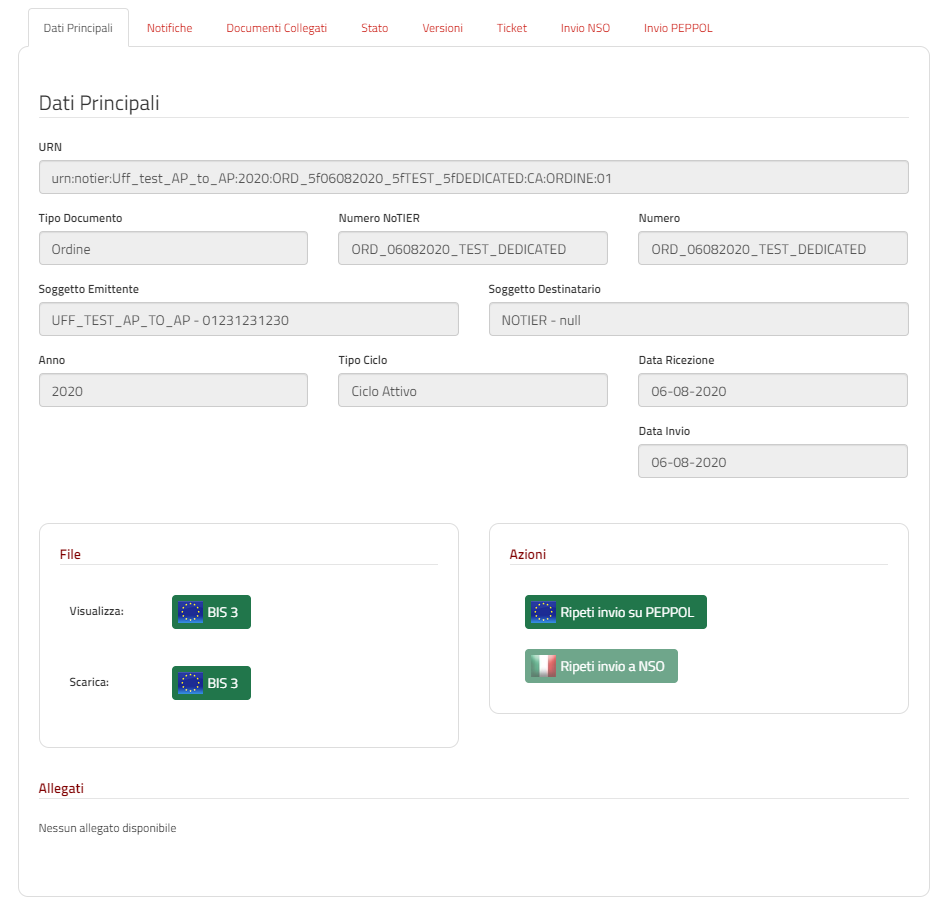 Dati Principali Notifiche Documenti Collegati Stato Versioni Ticket Invio NSO Invio PEPPOL
Dati Principali
URN
urn:notier:Uff_test_AP_to_AP:2020:ORD_5f06082020_5fTEST_5fDEDICATED:CA:ORDINE:01
Tipo Documento Numero NoTIER Numero
Ordine ORD_06082020_TEST_DEDICATED ORD_06082020_TEST_DEDICATED
Soggetto Emittente Soggetto Destinatario
UFF_TEST_AP_TO_AP - 01231231230 NOTIER - null
Anno Tipo Ciclo Data Ricezione
2020 Ciclo Attivo 06-08-2020
Data Invio
06-08-2020
File Azioni
Visualizza: BIS 3 Ripeti invio su PEPPOL
Ripeti invio a NSO
Scarica: BIS 3
Allegati
Nessun allegato disponibile